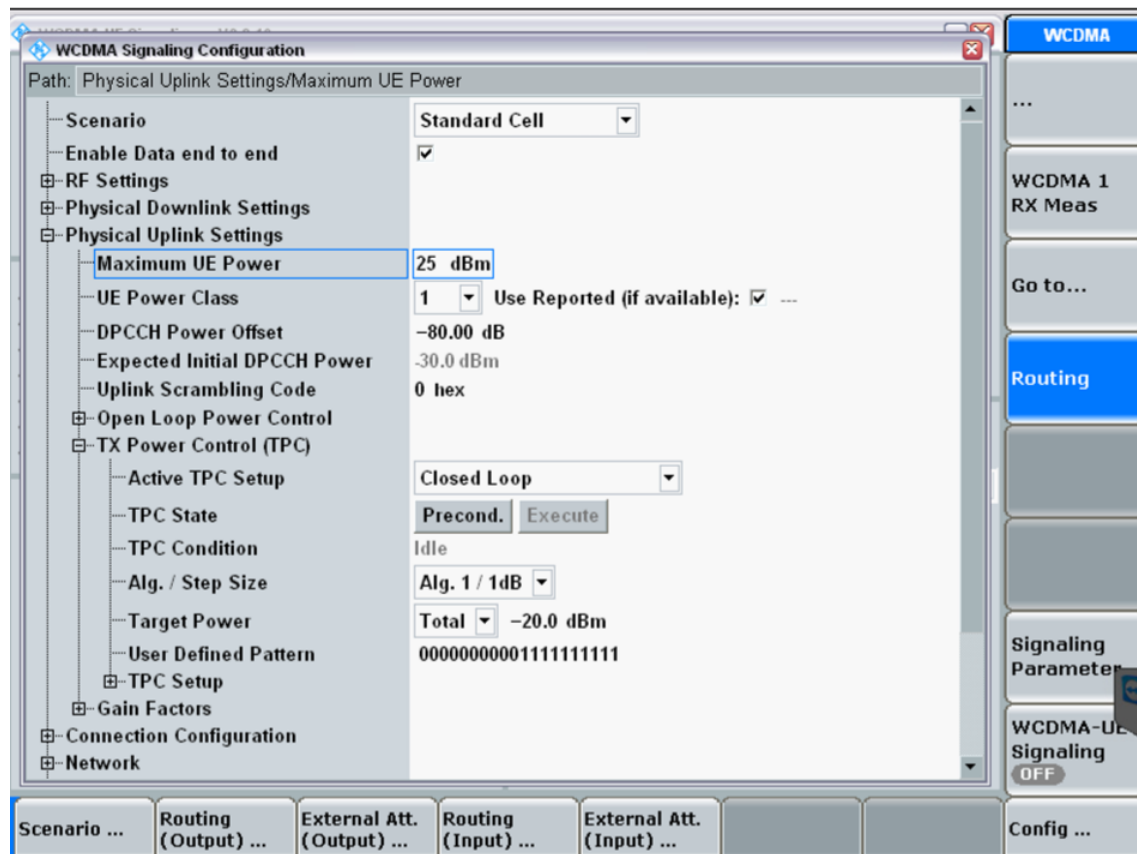 WCDMA
WCDMA Signaling Configuration
Path: Physical Uplink Settings/Maximum UE Power
Scenario Standard Cell
Enable Data end to end
RF Settings
Physical Downlink Settings
Physical Uplink Settings
Maximum UE Power 25 dBm
UE Power Class 1 Use Reported (if available): ---
DPCCH Power Offset −80.00 dB
Expected Initial DPCCH Power -30.0 dBm
Uplink Scrambling Code 0 hex
Open Loop Power Control
TX Power Control (TPC)
Active TPC Setup Closed Loop
TPC State Precond. Execute
TPC Condition Idle
Alg. / Step Size Alg. 1 / 1dB
Target Power Total −20.0 dBm
User Defined Pattern 00000000001111111111
TPC Setup
Gain Factors
Connection Configuration
Network
...
WCDMA 1
RX Meas
Go to...
Routing
Signaling
Parameter
WCDMA-UE
Signaling
OFF
Scenario ...
Routing
(Output) ...
External Att.
(Output) ...
Routing
(Input) ...
External Att.
(Input) ...
Config ...